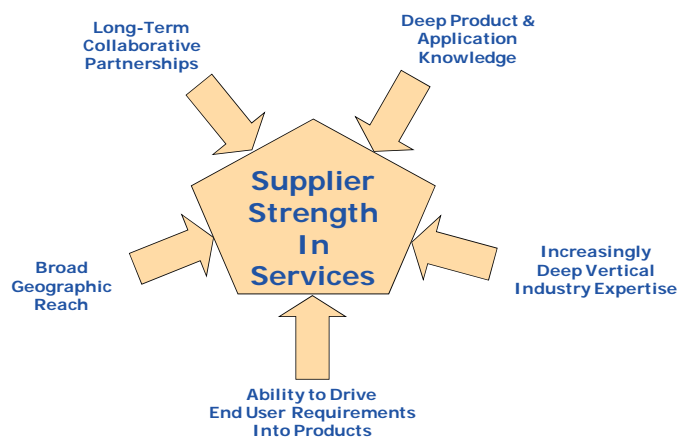 Long-Term
Collaborative
Partnerships
Deep Product &
Application
Knowledge
Supplier
Strength
In
Services
Broad
Geographic
Reach
Increasingly
Deep Vertical
Industry Expertise
Ability to Drive
End User Requirements
Into Products